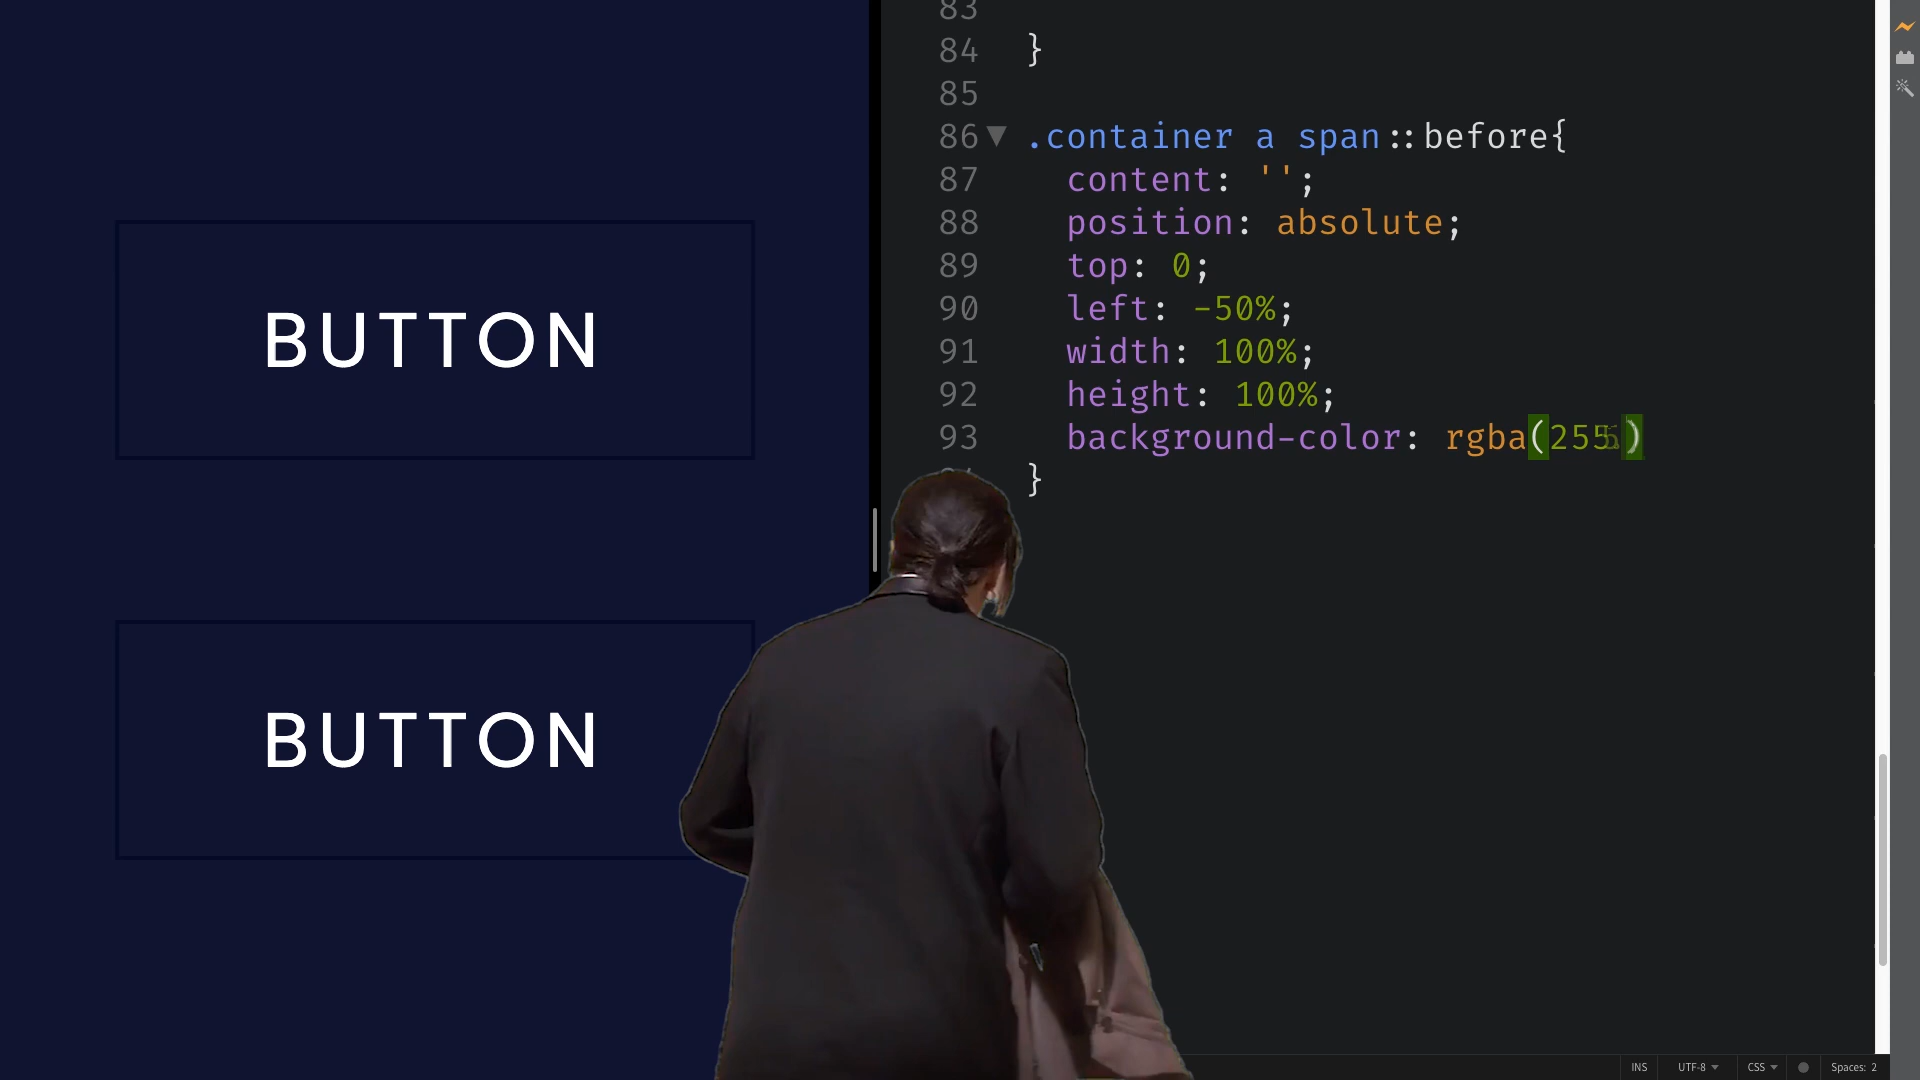 BUTTON
BUTTON
83
84 }
85
86 ▼ .container a span::before{
87 content: '';
88 position: absolute;
89 top: 0;
90 left: -50%;
91 width: 100%;
92 height: 100%;
93 background-color: rgba(255)
}
INS UTF-8 CSS Spaces: 2